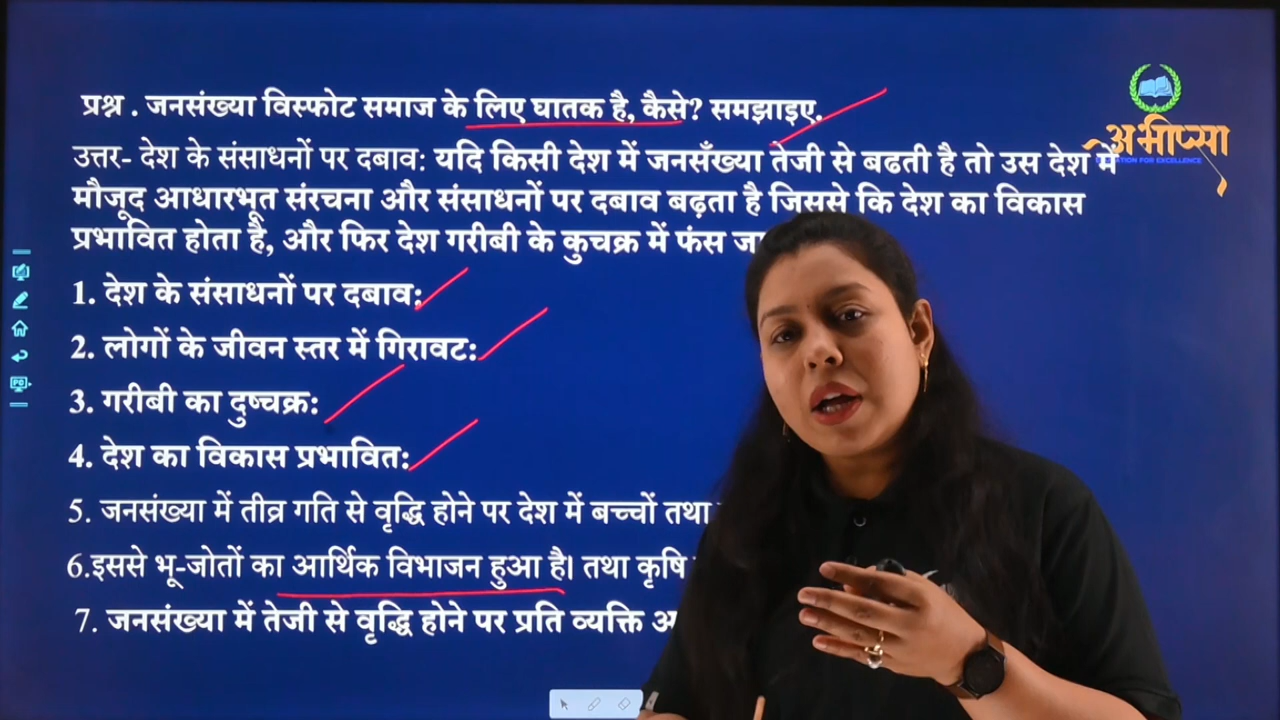 प्रश्न . जनसंख्या विस्फोट समाज के लिए घातक है, कैसे? समझाइए.
अभीप्सा
FOR EXCELLENCE
उत्तर- देश के संसाधनों पर दबाव: यदि किसी देश में जनसँख्या तेजी से बढती है तो उस देश में
मौजूद आधारभूत संरचना और संसाधनों पर दबाव बढ़ता है जिससे कि देश का विकास
प्रभावित होता है, और फिर देश गरीबी के कुचक्र में फंस
1. देश के संसाधनों पर दबाव:
2. लोगों के जीवन स्तर में गिरावट:
3. गरीबी का दुष्चक्र:
4. देश का विकास प्रभावित:
5. जनसंख्या में तीव्र गति से वृद्धि होने पर देश में बच्चों तथा
6.इससे भू-जोतों का आर्थिक विभाजन हुआ है। तथा कृषि
7. जनसंख्या में तेजी से वृद्धि होने पर प्रति व्यक्ति